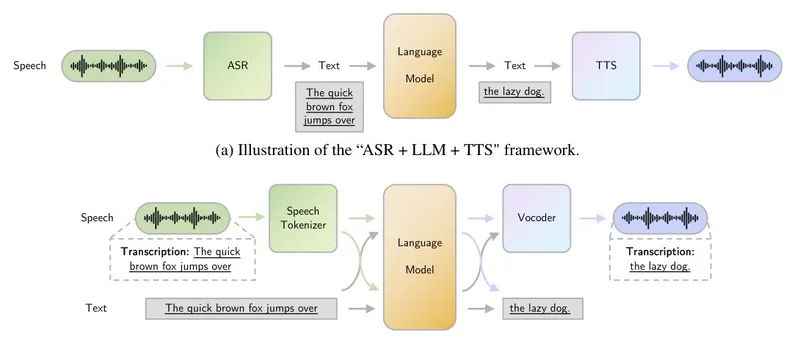 Speech
ASR
Text
The quick
brown fox
jumps over
Language
Model
Text
the lazy dog.
TTS
(a) Illustration of the “ASR + LLM + TTS" framework.
Speech
Transcription: The quick
brown fox jumps over
Speech
Tokenizer
Language
Model
Vocoder
Transcription:
the lazy dog.
Text
The quick brown fox jumps over
the lazy dog.